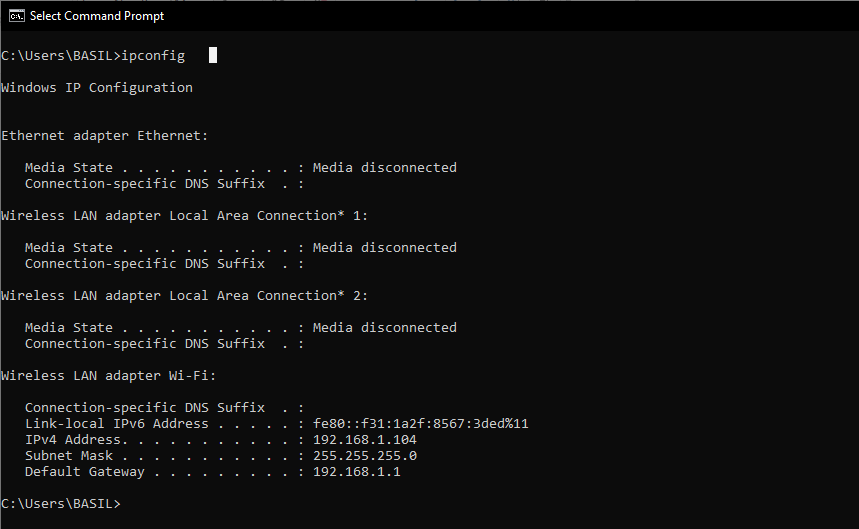 Select Command Prompt
C:\Users\BASIL>ipconfig
Windows IP Configuration
Ethernet adapter Ethernet:
   Media State . . . . . . . . . . . : Media disconnected
   Connection-specific DNS Suffix  . :
Wireless LAN adapter Local Area Connection* 1:
   Media State . . . . . . . . . . . : Media disconnected
   Connection-specific DNS Suffix  . :
Wireless LAN adapter Local Area Connection* 2:
   Media State . . . . . . . . . . . : Media disconnected
   Connection-specific DNS Suffix  . :
Wireless LAN adapter Wi-Fi:
   Connection-specific DNS Suffix  . :
   Link-local IPv6 Address . . . . . : fe80::f31:1a2f:8567:3ded%11
   IPv4 Address. . . . . . . . . . . : 192.168.1.104
   Subnet Mask . . . . . . . . . . . : 255.255.255.0
   Default Gateway . . . . . . . . . : 192.168.1.1
C:\Users\BASIL>